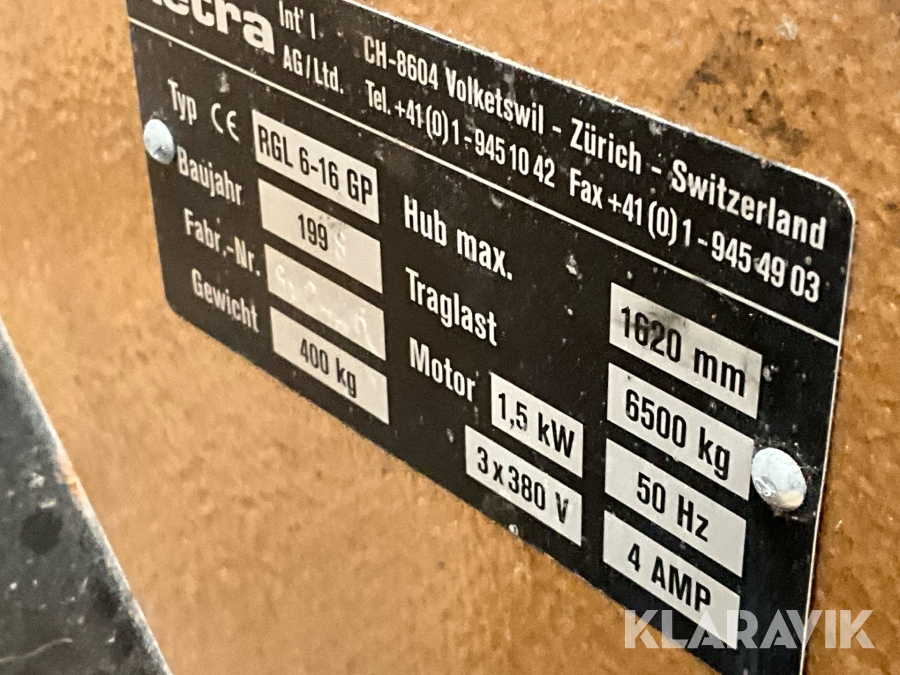 Int' l
AG/Ltd.
CH-8604 Volketswil - Zürich - Switzerland
Tel. +41(0)1-945 10 42 Fax +41(0)1-945 49 03
Typ CE RGL 6-16 GP
Baujahr 199
Fabr.-Nr.
Gewicht 400 kg
Hub max. 1620 mm
Traglast 6500 kg
Motor 1,5 kW 50 Hz
3 x 380 V 4 AMP
KLARAVIK